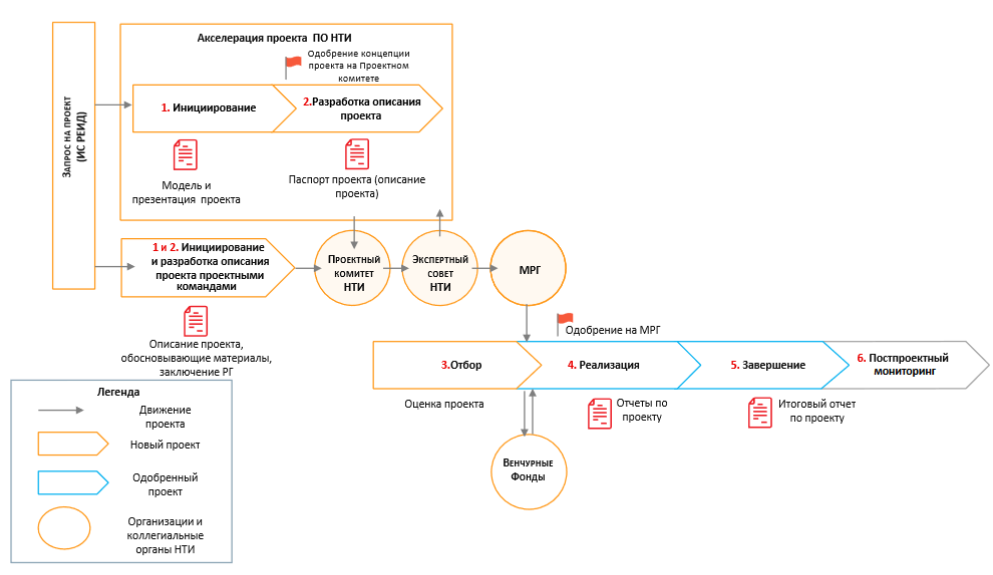 Запрос на проект
(ИС РЕИД)
Акселерация проекта ПО НТИ
Одобрение концепции
проекта на Проектном
комитете
1. Инициирование
2.Разработка описания
проекта
Модель и
презентация проекта
Паспорт проекта (описание
проекта)
1 и 2. Инициирование
и разработка описания
проекта проектными
командами
Проектный
комитет
НТИ
Экспертный
совет
НТИ
МРГ
Описание проекта,
обосновывающие материалы,
заключение РГ
Одобрение на МРГ
3.Отбор
4. Реализация
5. Завершение
6. Постпроектный
мониторинг
Оценка проекта
Отчеты по
проекту
Итоговый отчет
по проекту
Венчурные
Фонды
Легенда
Движение
проекта
Новый проект
Одобренный
проект
Организации и
коллегиальные
органы НТИ